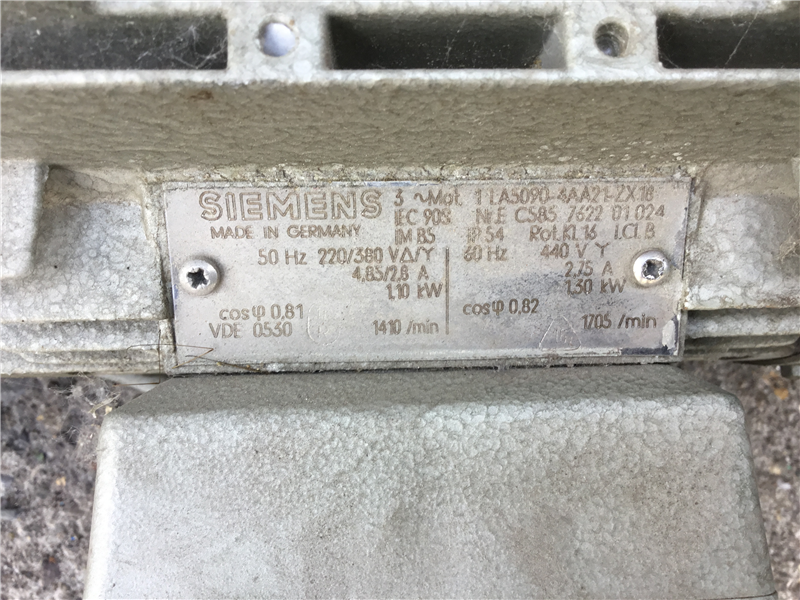 SIEMENS
MADE IN GERMANY
3 ~Mot. 1 LA5090-4AA21-ZX18
IEC 90S Nr.E C585 7622 01 024
IM B5 IP 54 Rot.KL 16 I.Cl.B
50 Hz 220/380 V Δ/Y
4,85/2,8 A
1,10 kW
cosφ 0,81
VDE 0530 1410 /min
60 Hz 440 V Y
2,75 A
1,30 kW
cosφ 0,82
1705 /min